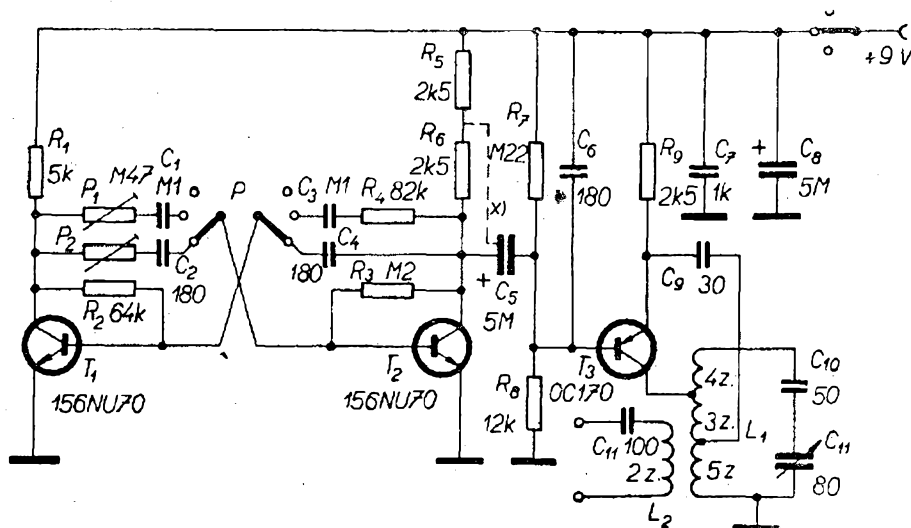 +9 V
R5
2k5
R6
2k5
R7
M22
C6
180
R9
2k5
C7
1k
+
C8
5M
R1
5k
P1
M47
C1
M1
P
C3
M1
R4
82k
P2
C2
180
C4
180
x)
R2
64k
R3
M2
+
C5
5M
C9
30
T1
156NU70
T2
156NU70
T3
OC170
R8
12k
C11
100
2z.
L2
4z.
3z.
5z
L1
C10
50
C11
80